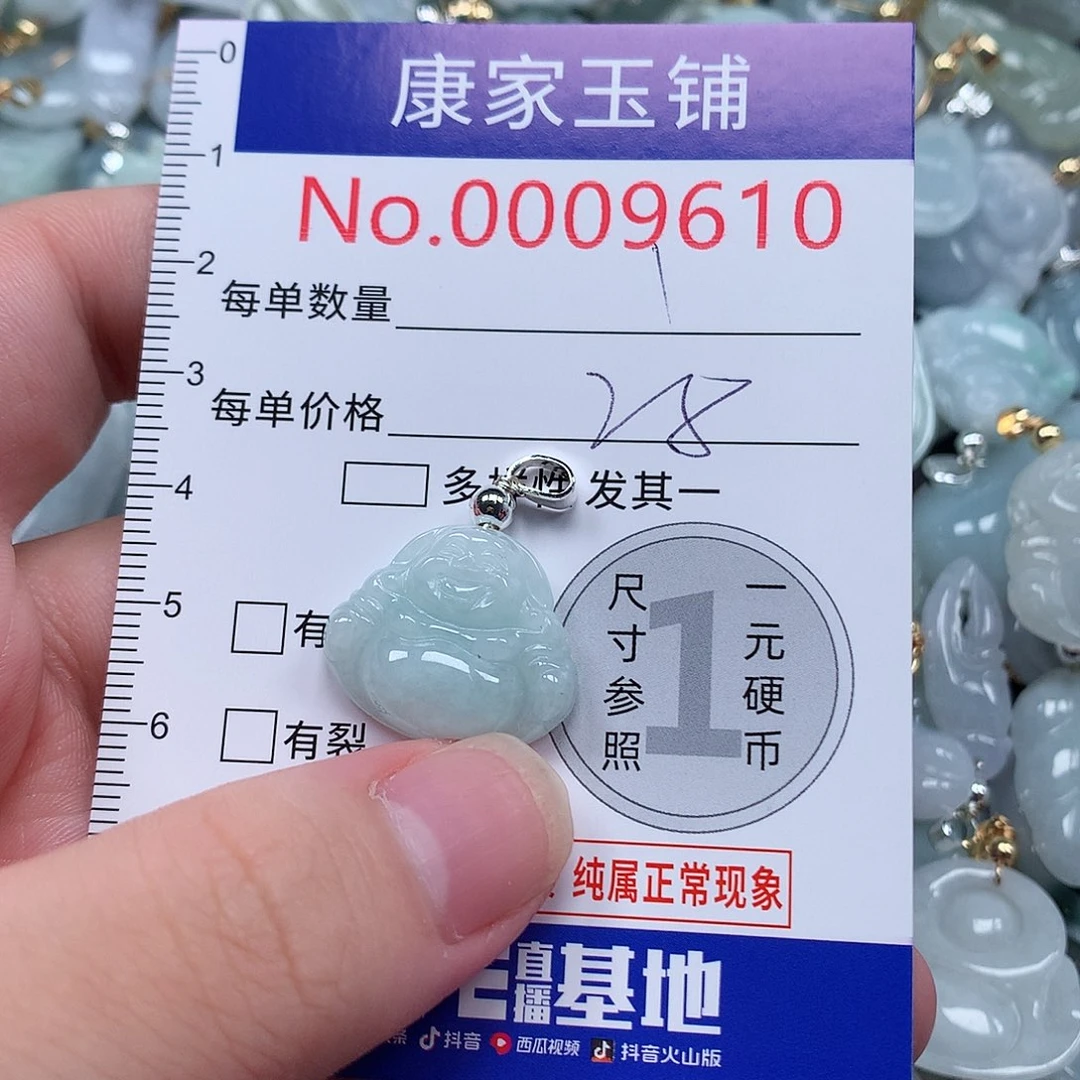 0
康家玉铺
1
No.0009610
2
每单数量 1
3
每单价格 28
4
多 发其一
5
有
尺寸参照
1
一元硬币
6
有裂
纯属正常现象
直播基地
抖音 西瓜视频 抖音火山版